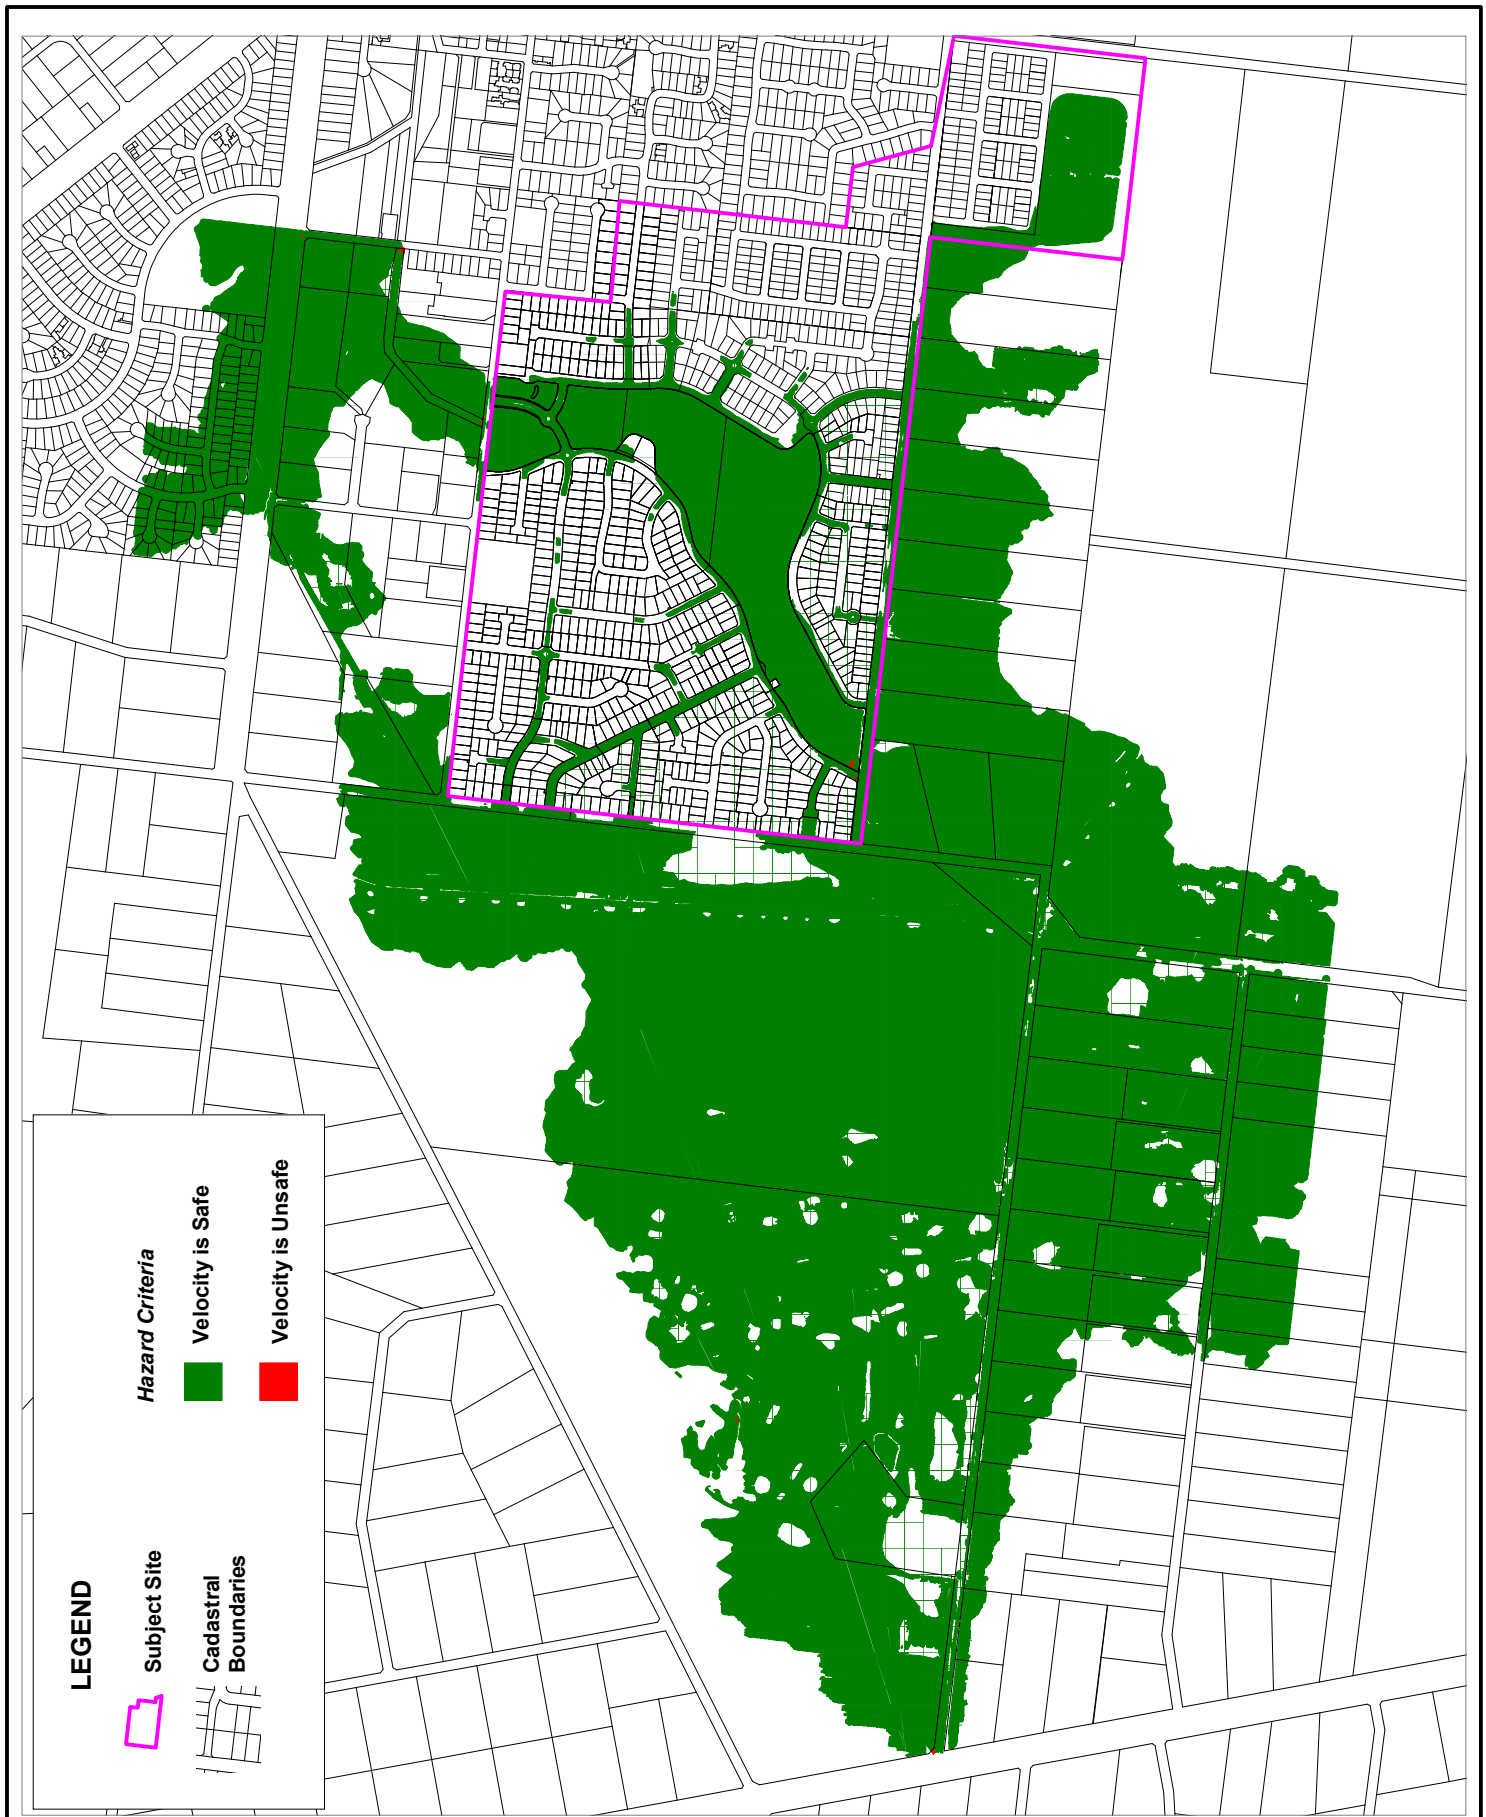 LEGEND
Subject Site
Cadastral
Boundaries
Hazard Criteria
Velocity is Safe
Velocity is Unsafe